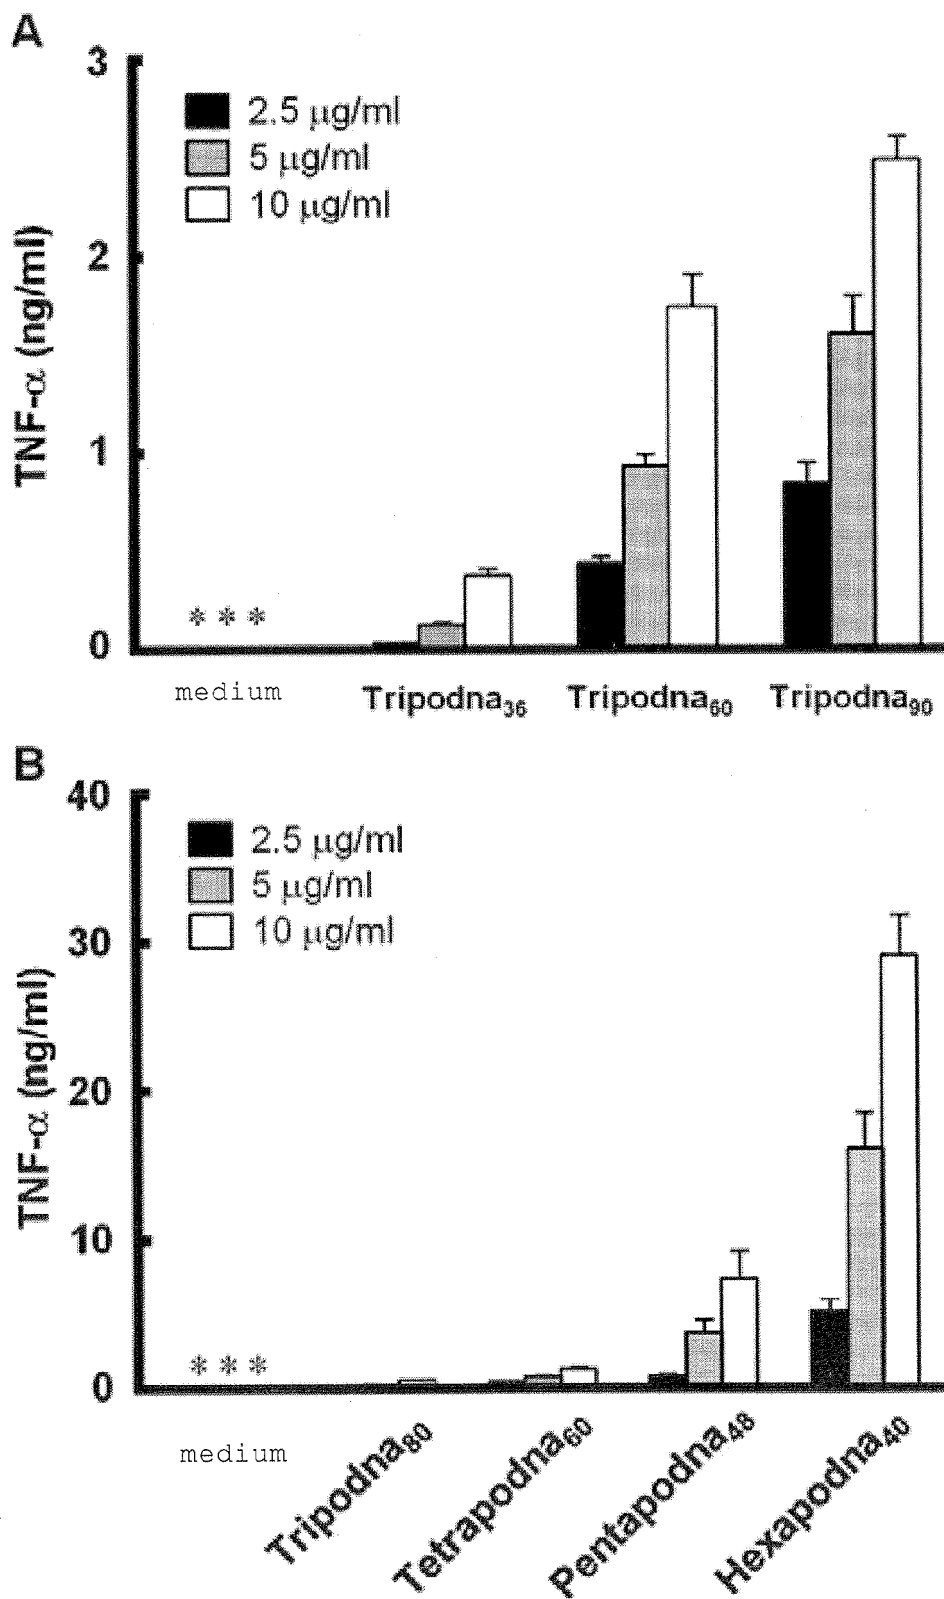 A
3
2
1
0
TNF-α (ng/ml)
2.5 μg/ml
5 μg/ml
10 μg/ml
* * *
medium
Tripodna36
Tripodna60
Tripodna90
B
40
30
20
10
0
TNF-α (ng/ml)
2.5 μg/ml
5 μg/ml
10 μg/ml
* * *
medium
Tripodna80
Tetrapodna60
Pentapodna48
Hexapodna40